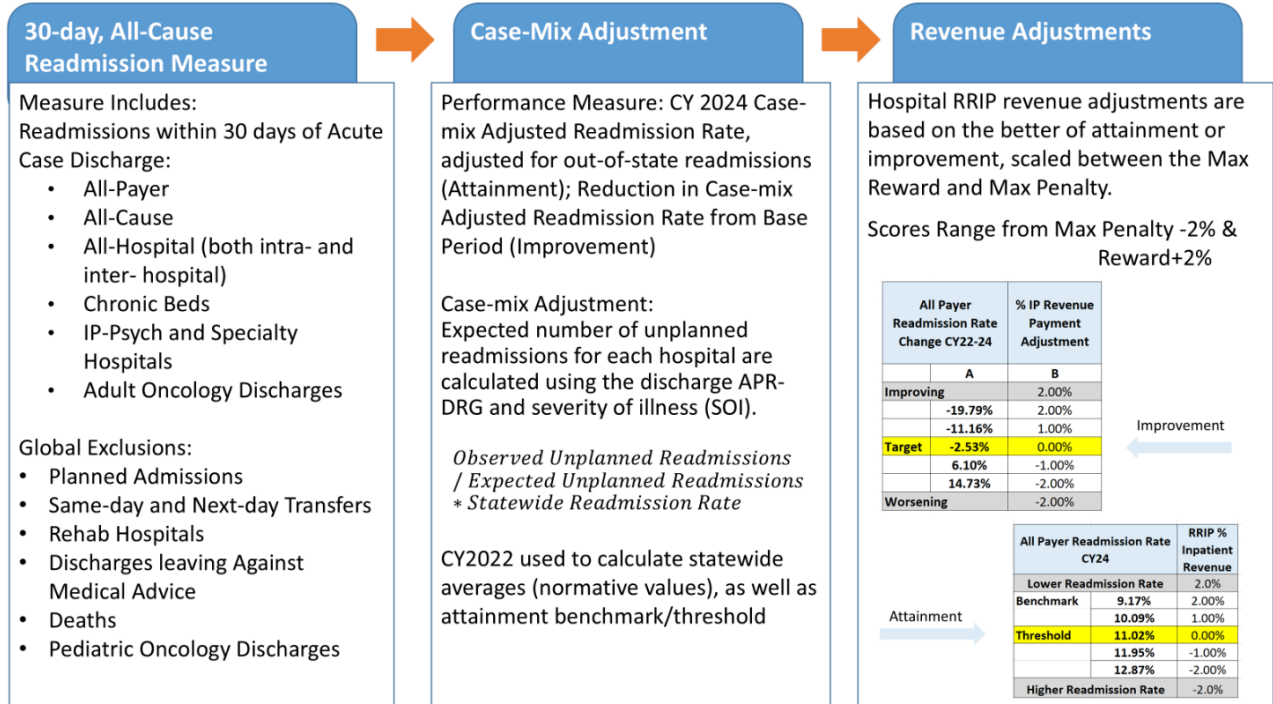 30-day, All-Cause
Readmission Measure
Measure Includes:
Readmissions within 30 days of Acute
Case Discharge:
• All-Payer
• All-Cause
• All-Hospital (both intra- and
inter- hospital)
• Chronic Beds
• IP-Psych and Specialty
Hospitals
• Adult Oncology Discharges
Global Exclusions:
• Planned Admissions
• Same-day and Next-day Transfers
• Rehab Hospitals
• Discharges leaving Against
Medical Advice
• Deaths
• Pediatric Oncology Discharges
Case-Mix Adjustment
Performance Measure: CY 2024 Case-
mix Adjusted Readmission Rate,
adjusted for out-of-state readmissions
(Attainment); Reduction in Case-mix
Adjusted Readmission Rate from Base
Period (Improvement)
Case-mix Adjustment:
Expected number of unplanned
readmissions for each hospital are
calculated using the discharge APR-
DRG and severity of illness (SOI).
Observed Unplanned Readmissions
/ Expected Unplanned Readmissions
* Statewide Readmission Rate
CY2022 used to calculate statewide
averages (normative values), as well as
attainment benchmark/threshold
Revenue Adjustments
Hospital RRIP revenue adjustments are
based on the better of attainment or
improvement, scaled between the Max
Reward and Max Penalty.
Scores Range from Max Penalty -2% &
Reward+2%
All Payer
Readmission Rate
Change CY22-24
% IP Revenue
Payment
Adjustment
A B
Improving 2.00%
-19.79% 2.00%
-11.16% 1.00%
Target -2.53% 0.00%
6.10% -1.00%
14.73% -2.00%
Worsening -2.00%
Improvement
Attainment
All Payer Readmission Rate
CY24
RRIP %
Inpatient
Revenue
Lower Readmission Rate 2.0%
Benchmark 9.17% 2.00%
10.09% 1.00%
Threshold 11.02% 0.00%
11.95% -1.00%
12.87% -2.00%
Higher Readmission Rate -2.0%